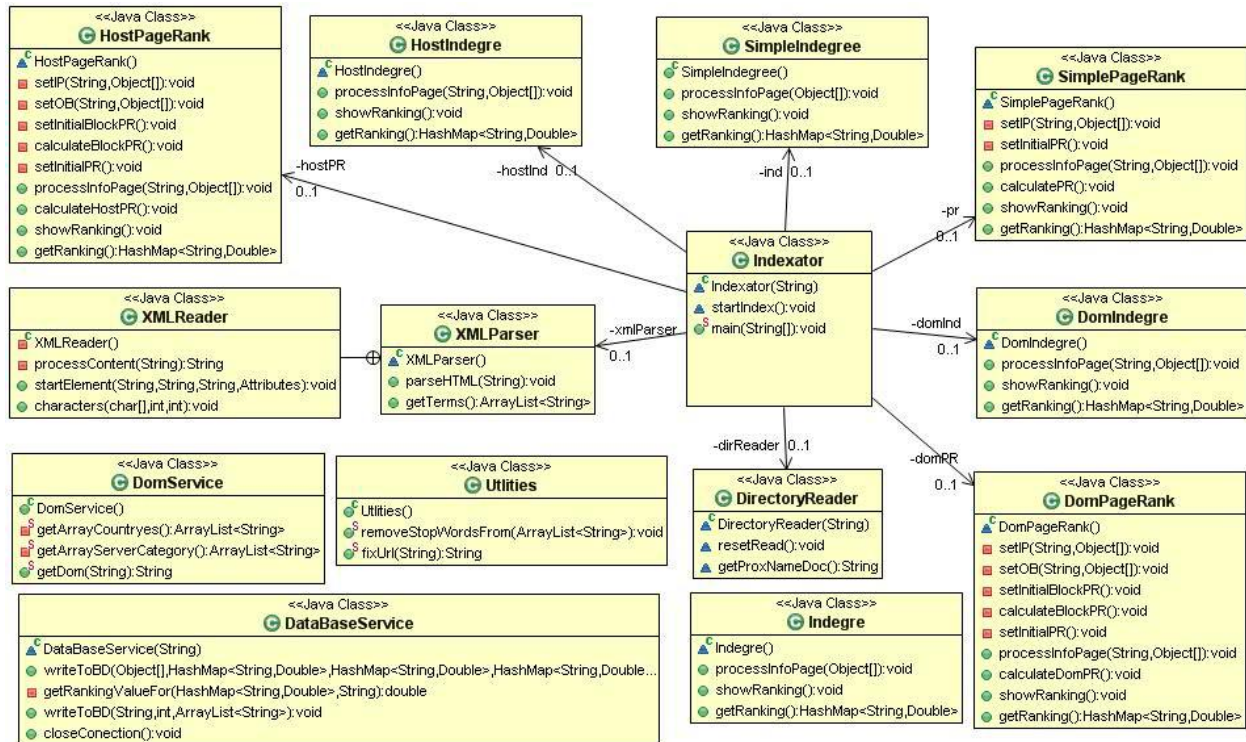 <<Java Class>>
HostPageRank
HostPageRank()
setIP(String,Object[]):void
setOB(String,Object[]):void
setInitialBlockPR():void
calculateBlockPR():void
setInitialPR():void
processInfoPage(String,Object[]):void
calculateHostPR():void
showRanking():void
getRanking():HashMap<String,Double>
<<Java Class>>
HostIndegre
HostIndegre()
processInfoPage(String,Object[]):void
showRanking():void
getRanking():HashMap<String,Double>
<<Java Class>>
SimpleIndegree
SimpleIndegree()
processInfoPage(String,Object[]):void
showRanking():void
getRanking():HashMap<String,Double>
<<Java Class>>
SimplePageRank
SimplePageRank()
setIP(String,Object[]):void
setInitialPR():void
processInfoPage(String,Object[]):void
calculatePR():void
showRanking():void
getRanking():HashMap<String,Double>
-hostPR
0..1
-hostInd 0..1
-ind 0..1
-pr
0..1
<<Java Class>>
Indexator
Indexator(String)
startIndex():void
main(String[]):void
<<Java Class>>
XMLReader
XMLReader()
processContent(String):String
startElement(String,String,String,Attributes):void
characters(char[],int,int):void
<<Java Class>>
XMLParser
XMLParser()
parseHTML(String):void
getTerms():ArrayList<String>
-xmlParser
0..1
-domInd
0..1
<<Java Class>>
DomIndegre
DomIndegre()
processInfoPage(String,Object[]):void
showRanking():void
getRanking():HashMap<String,Double>
-dirReader 0..1
-domPR
0..1
<<Java Class>>
DomService
DomService()
getArrayCountryes():ArrayList<String>
getArrayServerCategory():ArrayList<String>
getDom(String):String
<<Java Class>>
Utlities
Utlities()
removeStopWordsFrom(ArrayList<String>):void
fixUrl(String):String
<<Java Class>>
DirectoryReader
DirectoryReader(String)
resetRead():void
getProxNameDoc():String
<<Java Class>>
DomPageRank
DomPageRank()
setIP(String,Object[]):void
setOB(String,Object[]):void
setInitialBlockPR():void
calculateBlockPR():void
setInitialPR():void
processInfoPage(String,Object[]):void
calculateDomPR():void
showRanking():void
getRanking():HashMap<String,Double>
<<Java Class>>
DataBaseService
DataBaseService(String)
writeToBD(Object[],HashMap<String,Double>,HashMap<String,Double>,HashMap<String,Double...
getRankingValueFor(HashMap<String,Double>,String):double
writeToBD(String,int,ArrayList<String>):void
closeConection():void
<<Java Class>>
Indegre
Indegre()
processInfoPage(Object[]):void
showRanking():void
getRanking():HashMap<String,Double>